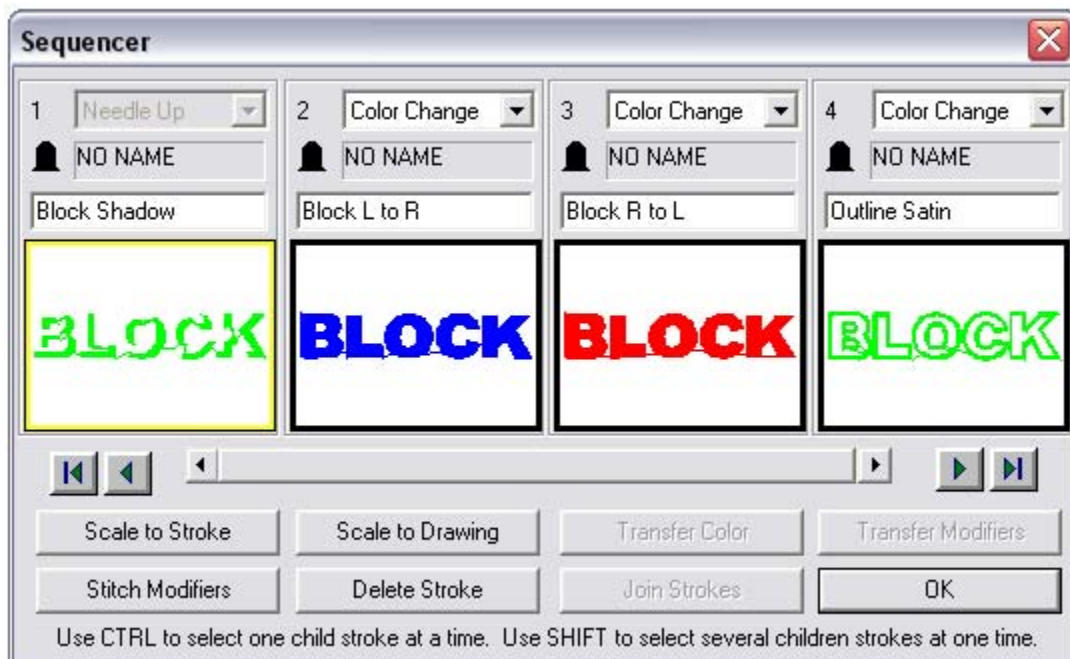 Sequencer
1 Needle Up 2 Color Change 3 Color Change 4 Color Change
NO NAME NO NAME NO NAME NO NAME
Block Shadow Block L to R Block R to L Outline Satin
BLOCK BLOCK BLOCK BLOCK
Scale to Stroke Scale to Drawing Transfer Color Transfer Modifiers
Stitch Modifiers Delete Stroke Join Strokes OK
Use CTRL to select one child stroke at a time. Use SHIFT to select several children strokes at one time.